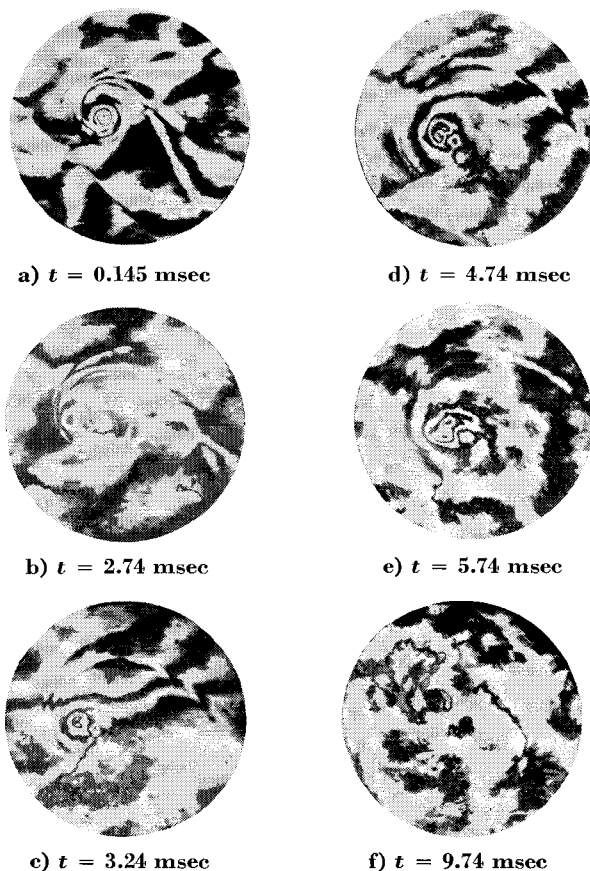 a) t = 0.145 msec
b) t = 2.74 msec
c) t = 3.24 msec
d) t = 4.74 msec
e) t = 5.74 msec
f) t = 9.74 msec